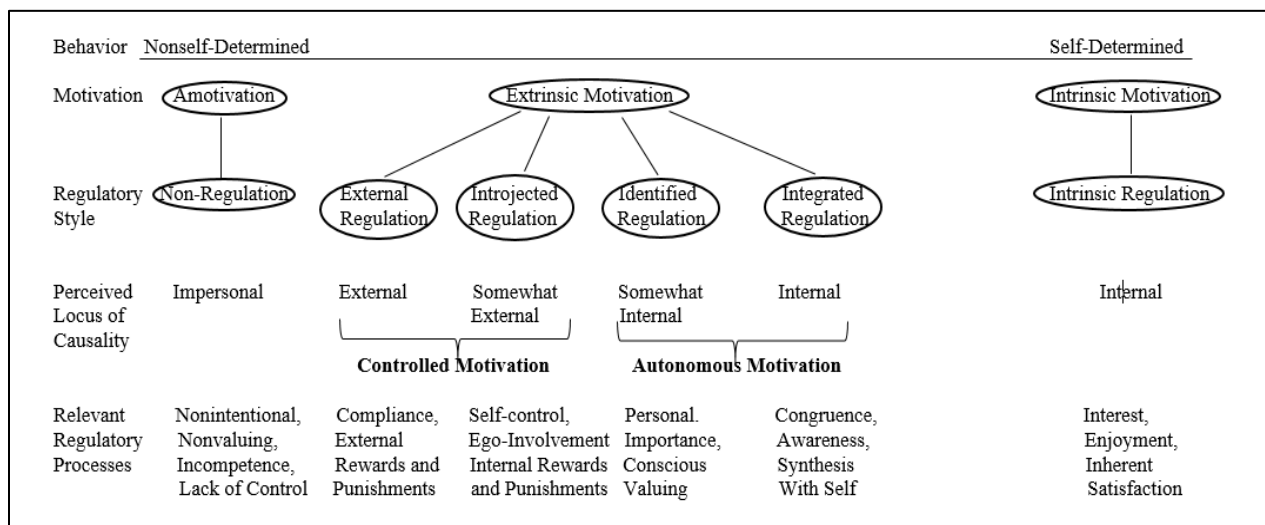 Behavior Nonself-Determined Self-Determined
Motivation Amotivation Extrinsic Motivation Intrinsic Motivation
Regulatory Non-Regulation External Introjected Identified Integrated Intrinsic Regulation
Style Regulation Regulation Regulation Regulation
Perceived Impersonal External Somewhat Somewhat Internal Internal
Locus of External Internal
Causality
Controlled Motivation Autonomous Motivation
Relevant Nonintentional, Compliance, Self-control, Personal. Congruence, Interest,
Regulatory Nonvaluing, External Ego-Involvement Importance, Awareness, Enjoyment,
Processes Incompetence, Rewards and Internal Rewards Conscious Synthesis Inherent
Lack of Control Punishments and Punishments Valuing With Self Satisfaction